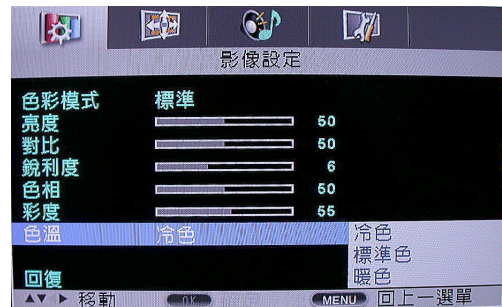 影像設定
色彩模式 標準
亮度 50
對比 50
銳利度 6
色相 50
彩度 55
色溫 冷色 冷色
標準色
暖色
回復
▲▼ ▶ 移動 OK MENU 回上一選單